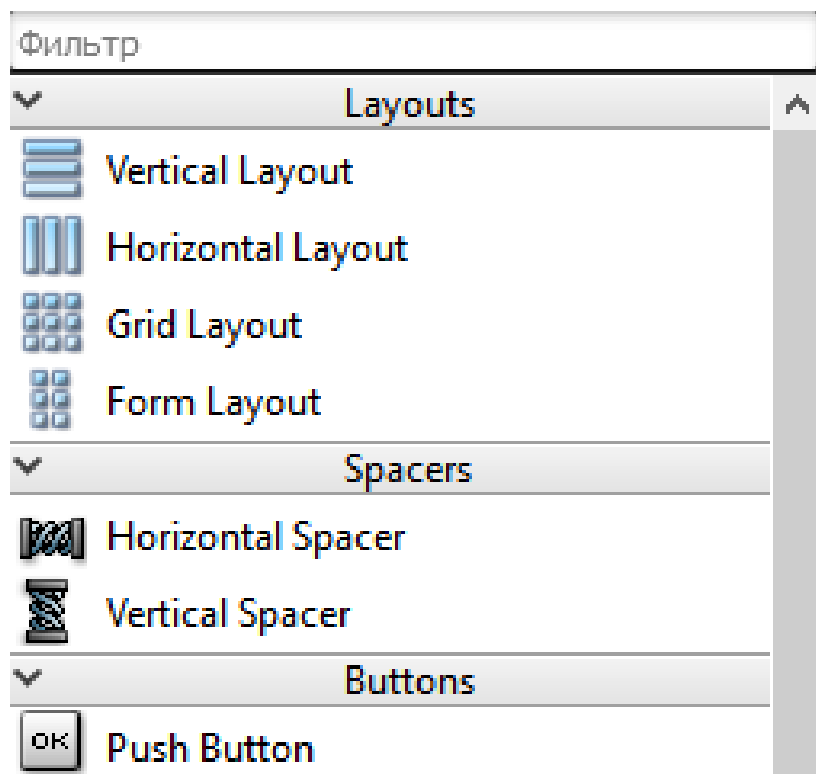 Фильтр
Layouts
Vertical Layout
Horizontal Layout
Grid Layout
Form Layout
Spacers
Horizontal Spacer
Vertical Spacer
Buttons
OK Push Button